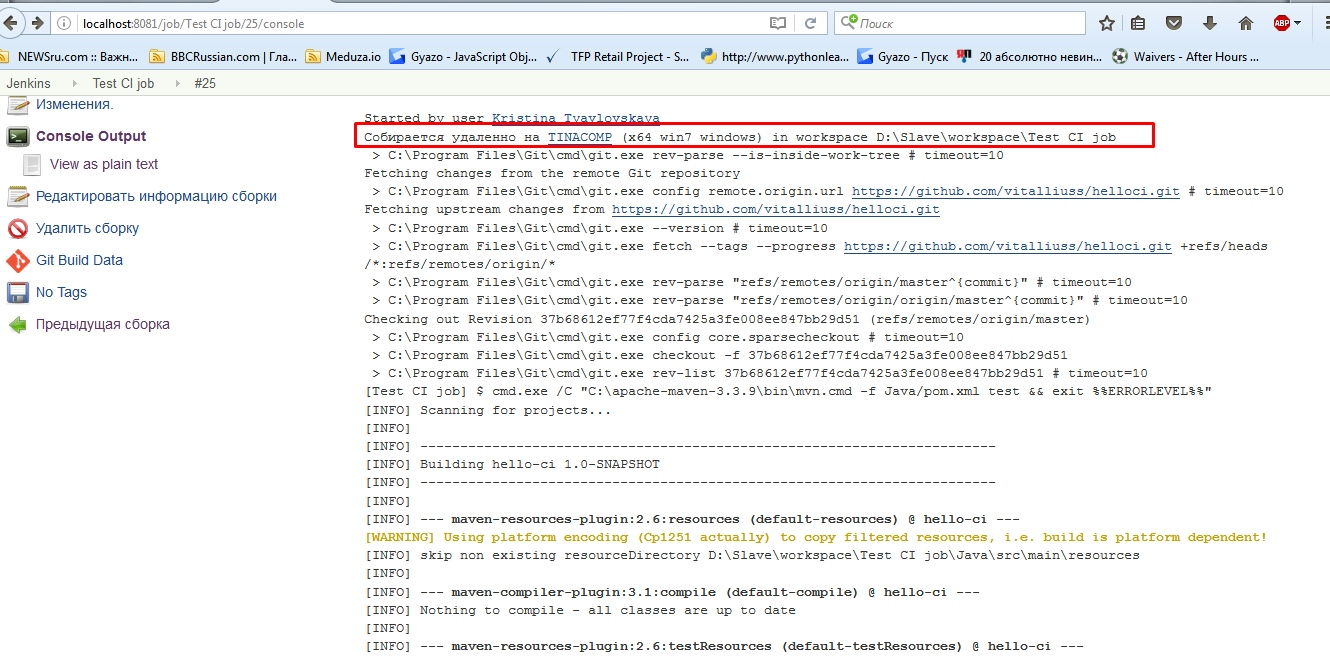 localhost:8081/job/Test CI job/25/console
Поиск
ABP
NEWSru.com :: Важн...
BBCRussian.com | Гла...
Meduza.io
Gyazo - JavaScript Obj...
TFP Retail Project - S...
http://www.pythonlea...
Gyazo - Пуск
20 абсолютно невин...
Waivers - After Hours ...
Jenkins
Test CI job
#25
Изменения.
Console Output
View as plain text
Редактировать информацию сборки
Удалить сборку
Git Build Data
No Tags
Предыдущая сборка
Started by user Kristina Tvaylovskaya
Собирается удаленно на TINACOMP (x64 win7 windows) in workspace D:\Slave\workspace\Test CI job
> C:\Program Files\Git\cmd\git.exe rev-parse --is-inside-work-tree # timeout=10
Fetching changes from the remote Git repository
> C:\Program Files\Git\cmd\git.exe config remote.origin.url https://github.com/vitalliuss/helloci.git # timeout=10
Fetching upstream changes from https://github.com/vitalliuss/helloci.git
> C:\Program Files\Git\cmd\git.exe --version # timeout=10
> C:\Program Files\Git\cmd\git.exe fetch --tags --progress https://github.com/vitalliuss/helloci.git +refs/heads
/*:refs/remotes/origin/*
> C:\Program Files\Git\cmd\git.exe rev-parse "refs/remotes/origin/master^{commit}" # timeout=10
> C:\Program Files\Git\cmd\git.exe rev-parse "refs/remotes/origin/origin/master^{commit}" # timeout=10
Checking out Revision 37b68612ef77f4cda7425a3fe008ee847bb29d51 (refs/remotes/origin/master)
> C:\Program Files\Git\cmd\git.exe config core.sparsecheckout # timeout=10
> C:\Program Files\Git\cmd\git.exe checkout -f 37b68612ef77f4cda7425a3fe008ee847bb29d51
> C:\Program Files\Git\cmd\git.exe rev-list 37b68612ef77f4cda7425a3fe008ee847bb29d51 # timeout=10
[Test CI job] $ cmd.exe /C "C:\apache-maven-3.3.9\bin\mvn.cmd -f Java/pom.xml test && exit %%ERRORLEVEL%%"
[INFO] Scanning for projects...
[INFO]
[INFO] ------------------------------------------------------------------------
[INFO] Building hello-ci 1.0-SNAPSHOT
[INFO] ------------------------------------------------------------------------
[INFO]
[INFO] --- maven-resources-plugin:2.6:resources (default-resources) @ hello-ci ---
[WARNING] Using platform encoding (Cp1251 actually) to copy filtered resources, i.e. build is platform dependent!
[INFO] skip non existing resourceDirectory D:\Slave\workspace\Test CI job\Java\src\main\resources
[INFO]
[INFO] --- maven-compiler-plugin:3.1:compile (default-compile) @ hello-ci ---
[INFO] Nothing to compile - all classes are up to date
[INFO]
[INFO] --- maven-resources-plugin:2.6:testResources (default-testResources) @ hello-ci ---